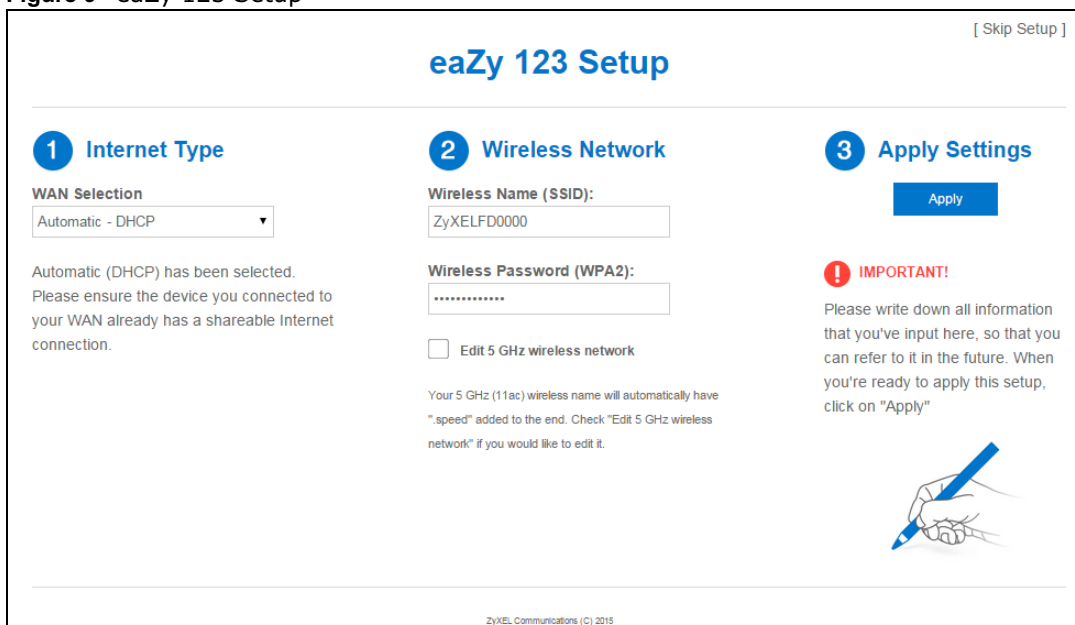 [ Skip Setup ]
eaZy 123 Setup
1 Internet Type
WAN Selection
Automatic - DHCP
Automatic (DHCP) has been selected.
Please ensure the device you connected to
your WAN already has a shareable Internet
connection.
2 Wireless Network
Wireless Name (SSID):
ZyXELFD0000
Wireless Password (WPA2):
•••••••••••••
Edit 5 GHz wireless network
Your 5 GHz (11ac) wireless name will automatically have
".speed" added to the end. Check "Edit 5 GHz wireless
network" if you would like to edit it.
3 Apply Settings
Apply
! IMPORTANT!
Please write down all information
that you've input here, so that you
can refer to it in the future. When
you're ready to apply this setup,
click on "Apply"
ZyXEL Communications (C) 2015